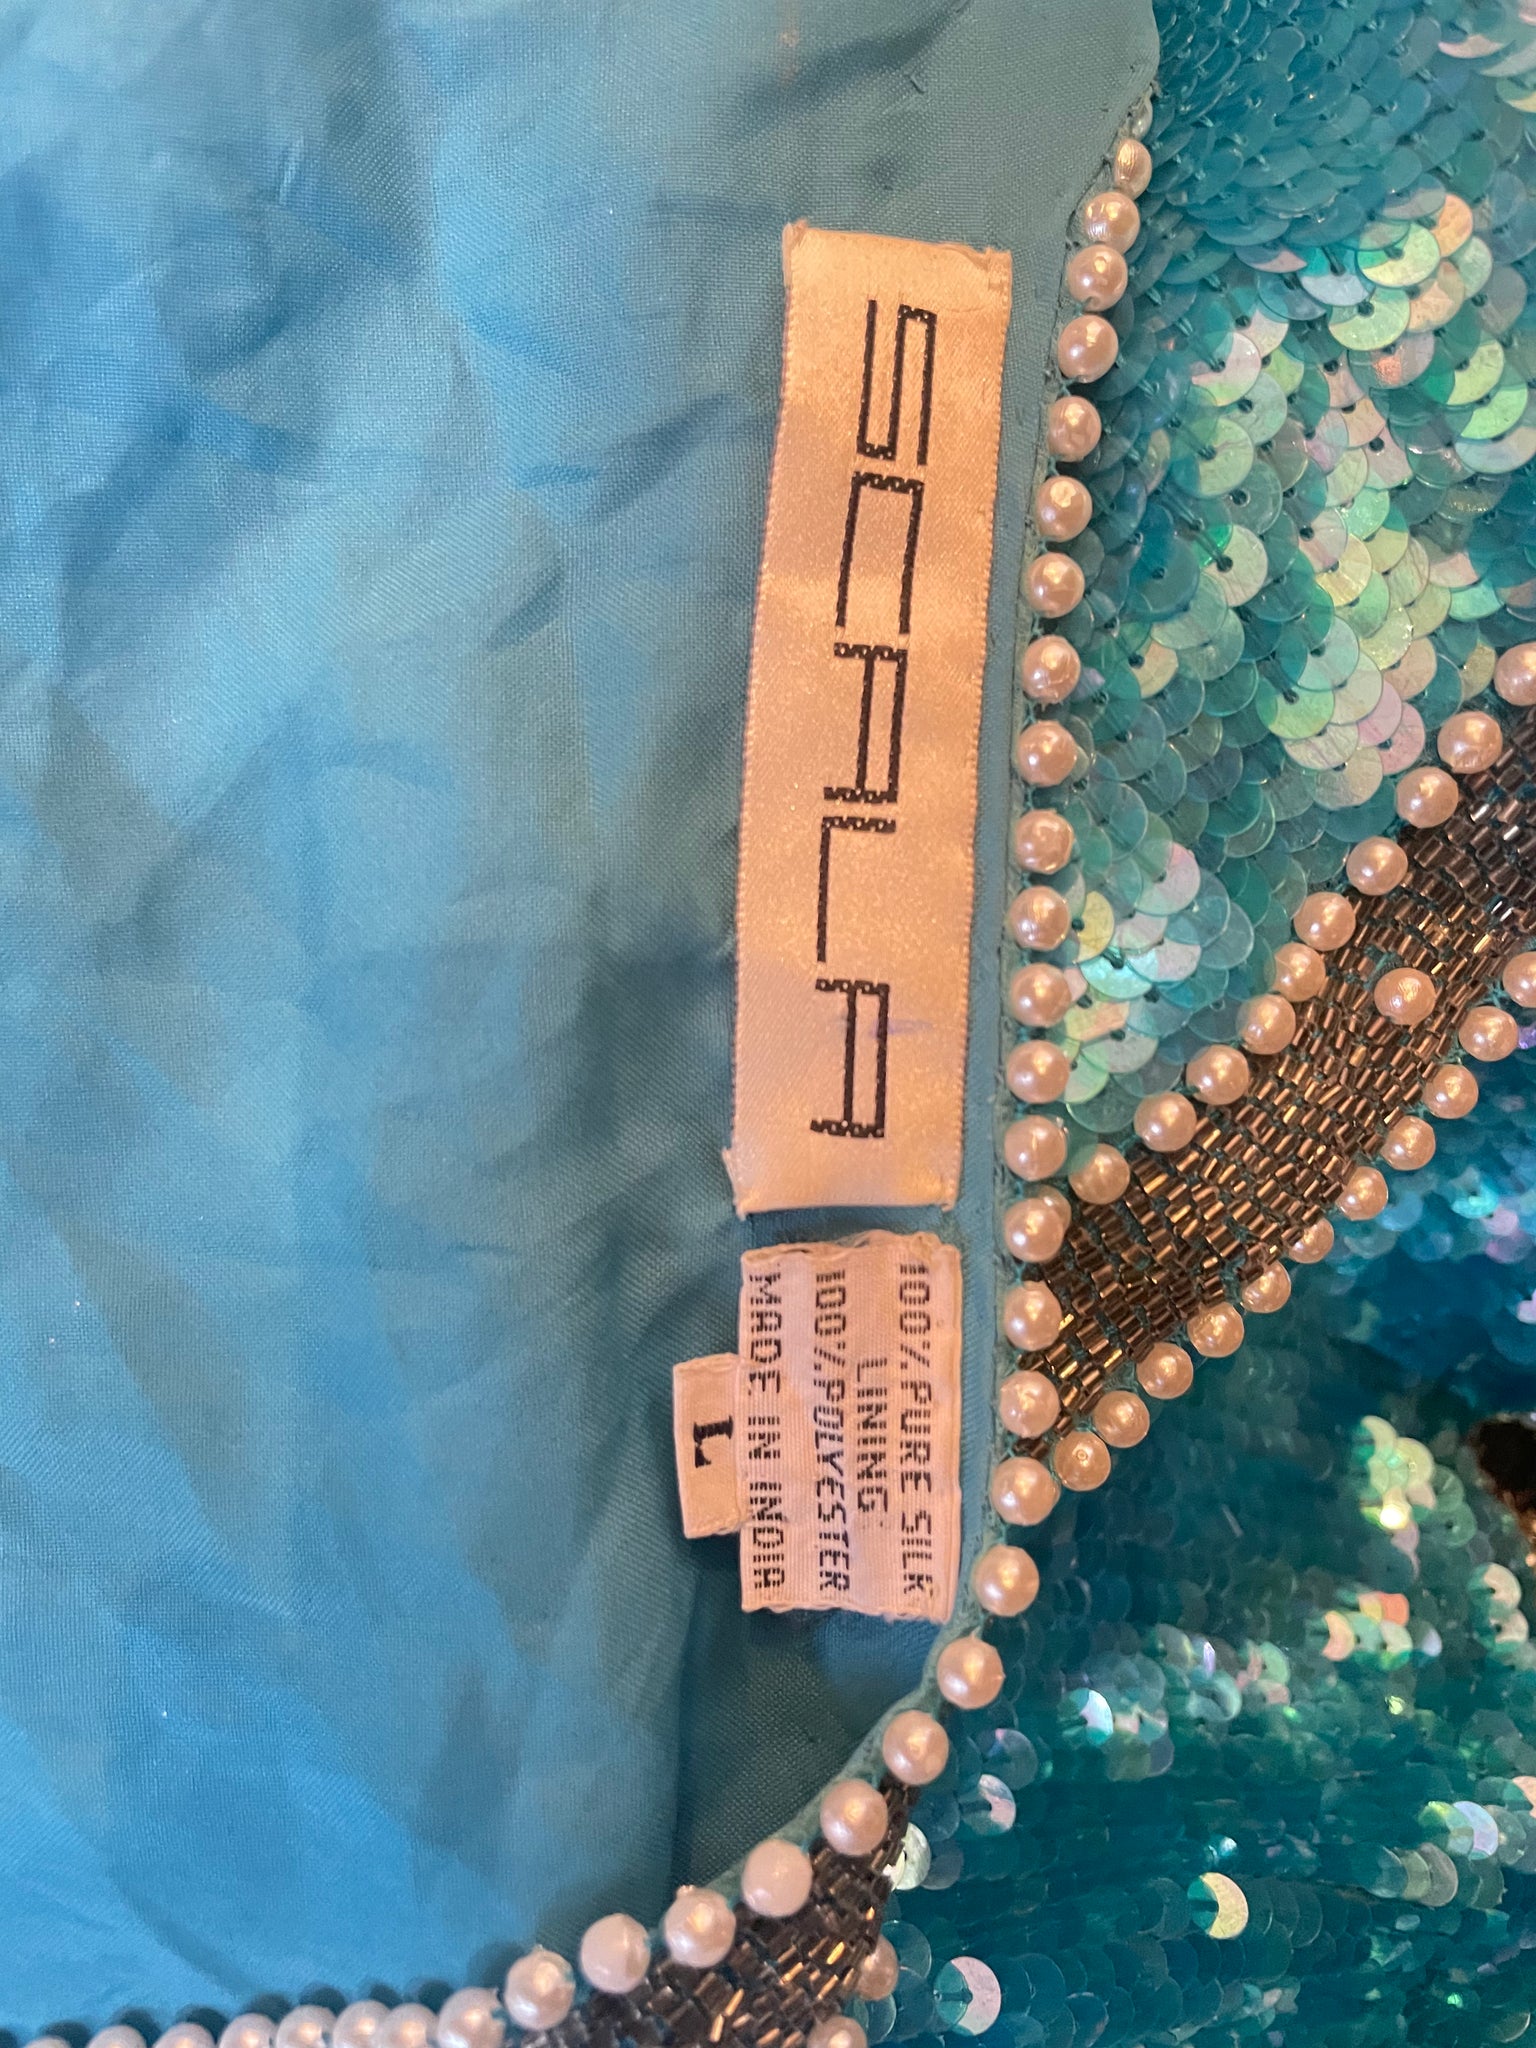 SCALA
100% PURE SILK
LINING
100% POLYESTER
MADE IN INDIA
L